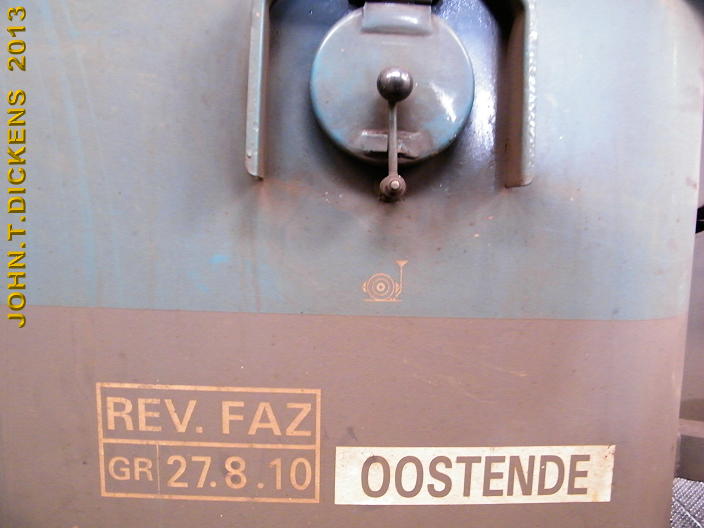 JOHN.T.DICKENS 2013
REV. FAZ
GR 27.8.10
OOSTENDE